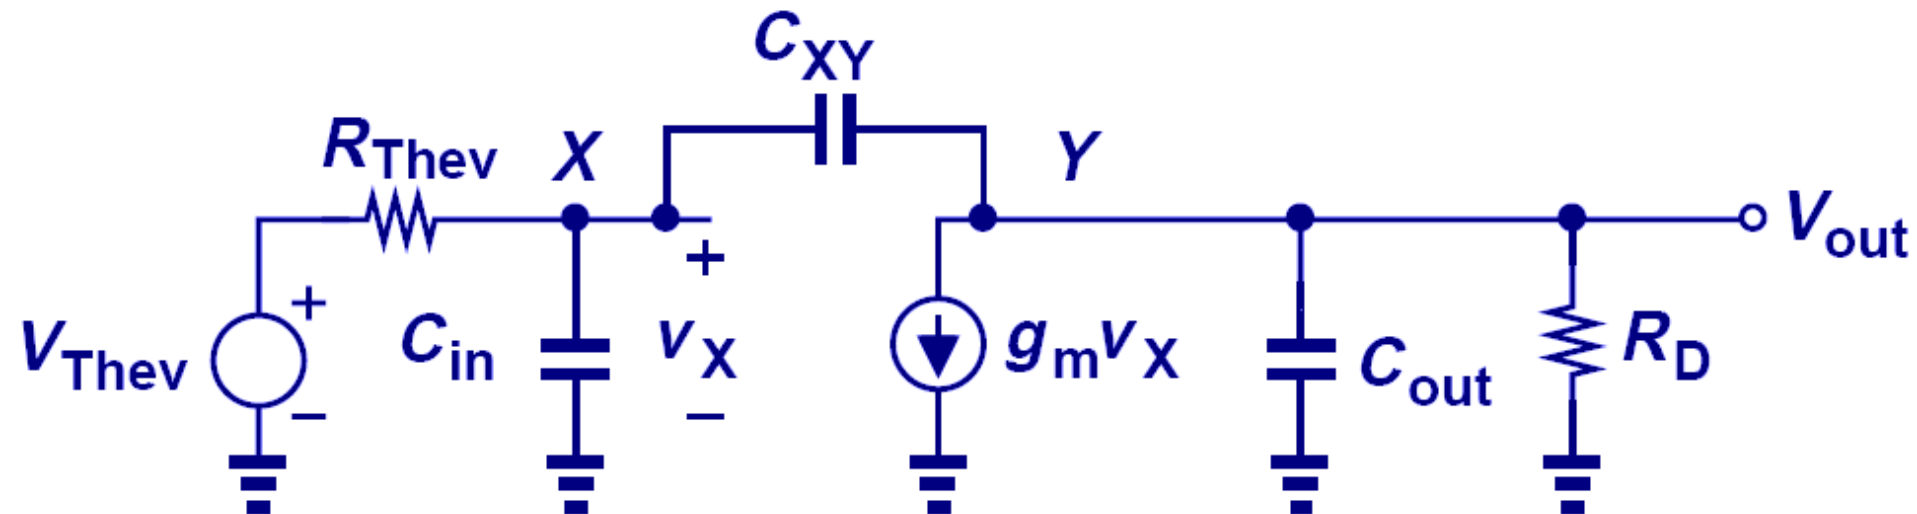 C_XY
R_Thev
X
Y
V_out
+
+
V_Thev
C_in
v_X
g_m v_X
C_out
R_D
−
−